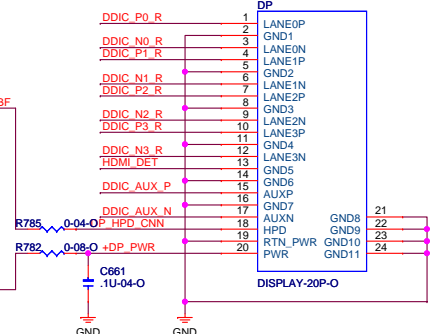 DP
DDIC_P0_R 1 LANE0P
2 GND1
DDIC_N0_R 3 LANE0N
DDIC_P1_R 4 LANE1P
5 GND2
DDIC_N1_R 6 LANE1N
DDIC_P2_R 7 LANE2P
8 GND3
DDIC_N2_R 9 LANE2N
DDIC_P3_R 10 LANE3P
11 GND4
DDIC_N3_R 12 LANE3N
HDMI_DET 13 GND5
14 GND6
DDIC_AUX_P 15 AUXP
16 GND7
DDIC_AUX_N 17 AUXN GND8 21
R785 0-04-O P_HPD_CNN 18 HPD GND9 22
19 RTN_PWR GND10 23
R782 0-08-O +DP_PWR 20 PWR GND11 24
C661
.1U-04-O
DISPLAY-20P-O
GND GND